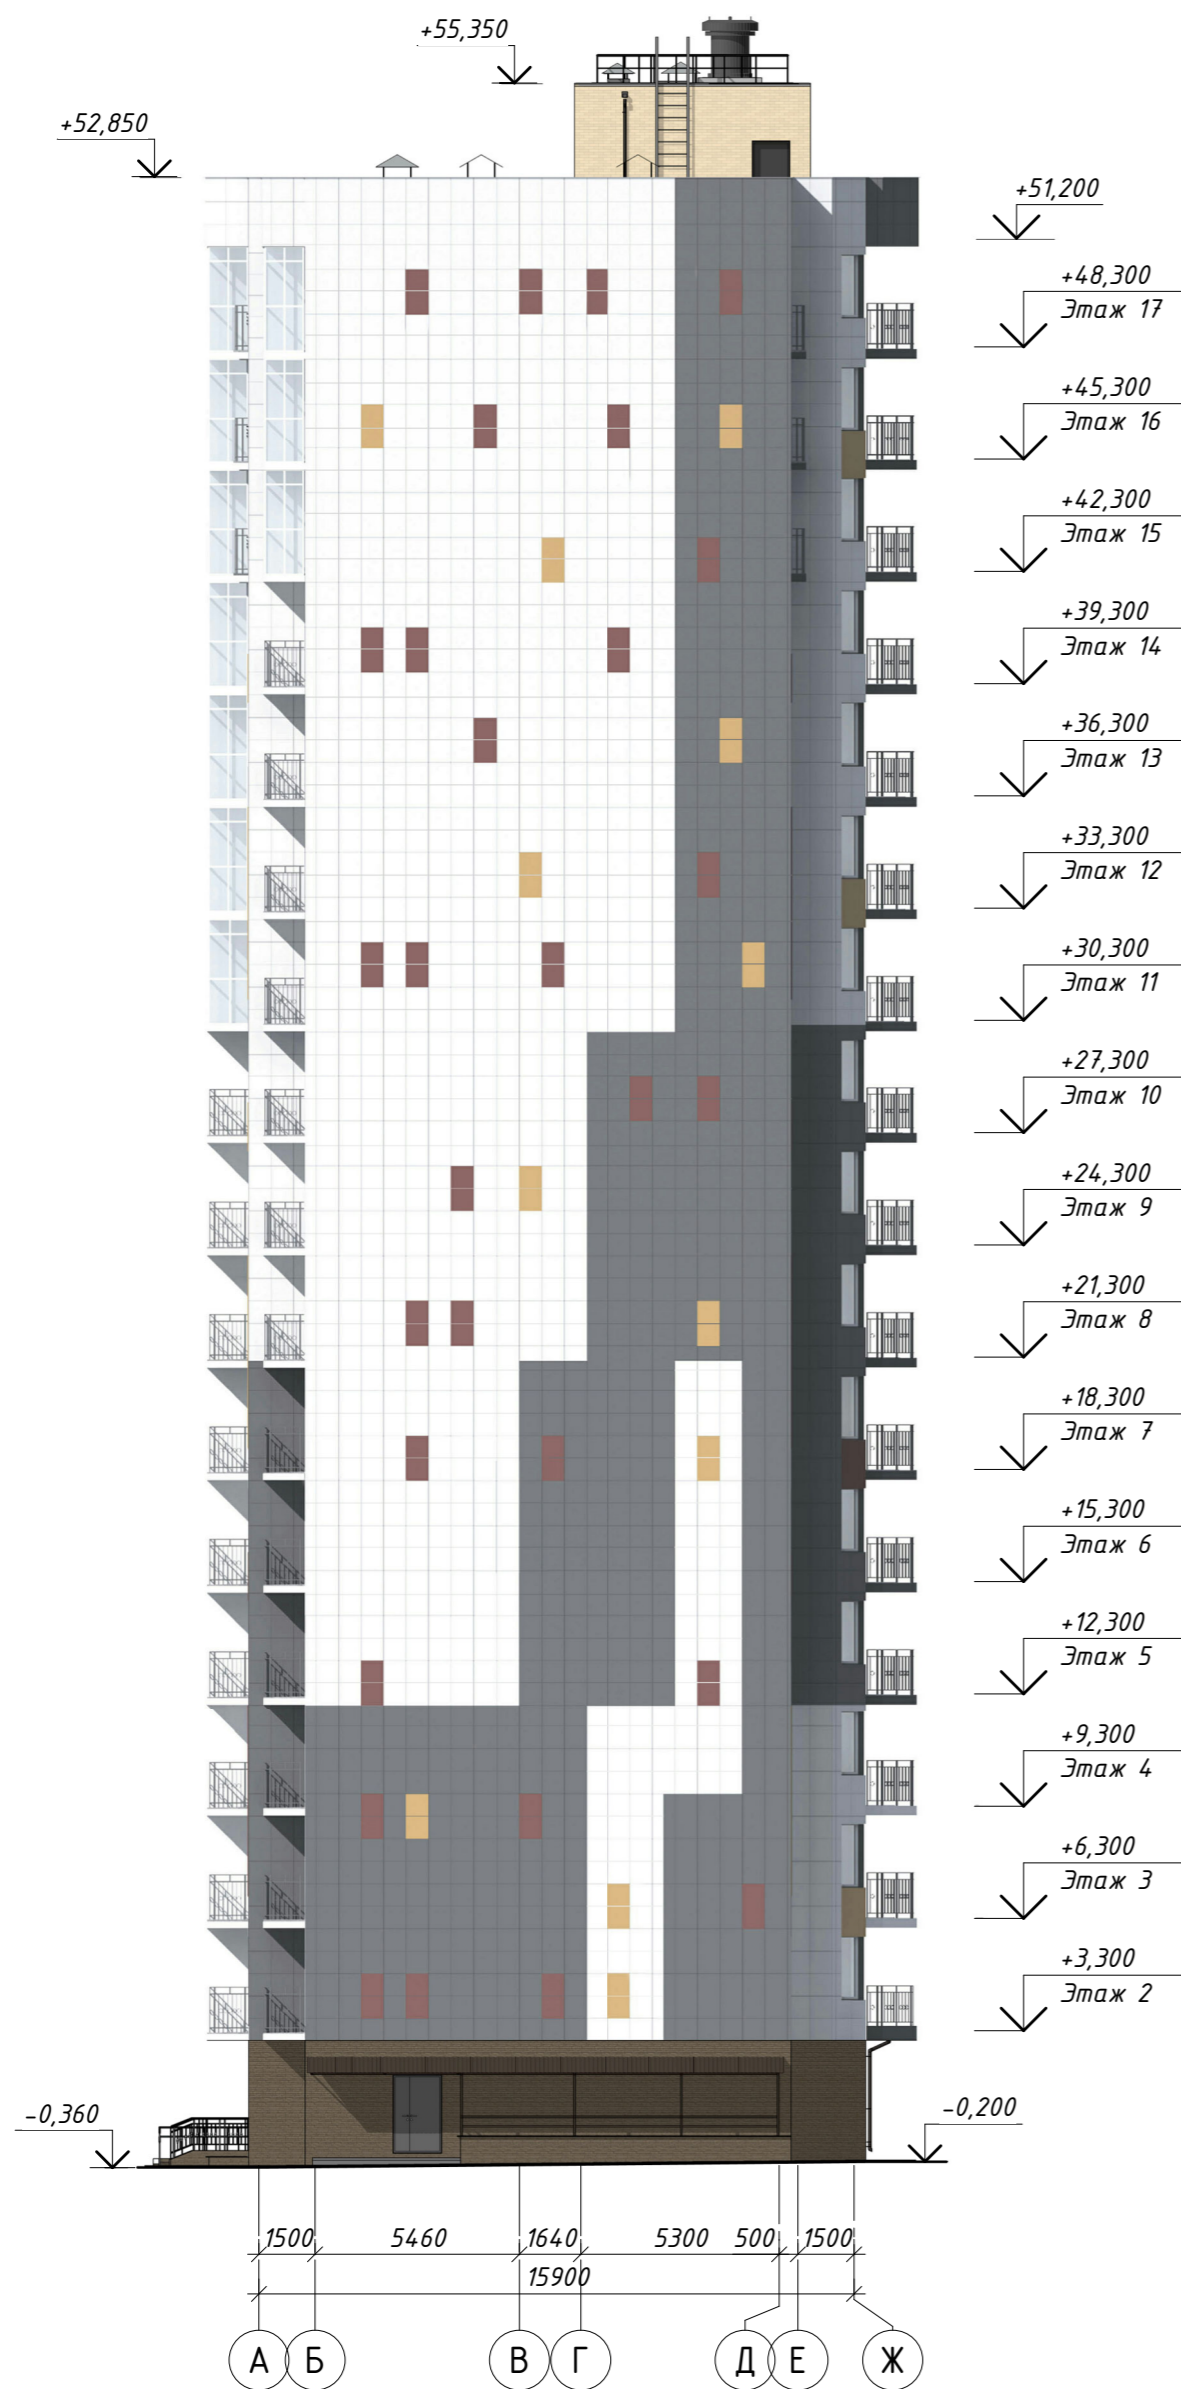 +55,350
+52,850
+51,200
+48,300
Этаж 17
+45,300
Этаж 16
+42,300
Этаж 15
+39,300
Этаж 14
+36,300
Этаж 13
+33,300
Этаж 12
+30,300
Этаж 11
+27,300
Этаж 10
+24,300
Этаж 9
+21,300
Этаж 8
+18,300
Этаж 7
+15,300
Этаж 6
+12,300
Этаж 5
+9,300
Этаж 4
+6,300
Этаж 3
+3,300
Этаж 2
-0,360
-0,200
1500 5460 1640 5300 500 1500
15900
А Б В Г Д Е Ж